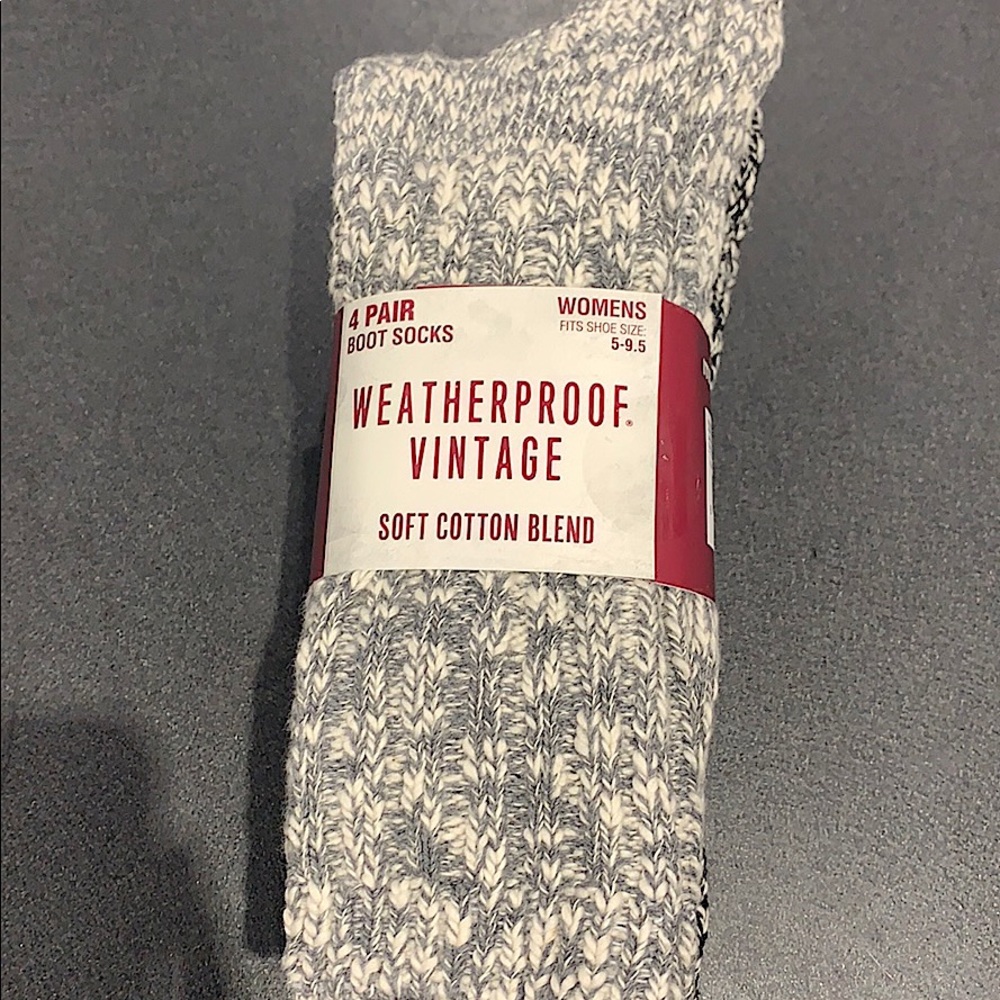 4 PAIR
BOOT SOCKS
WOMENS
FITS SHOE SIZE:
5-9.5
WEATHERPROOF®
VINTAGE
SOFT COTTON BLEND